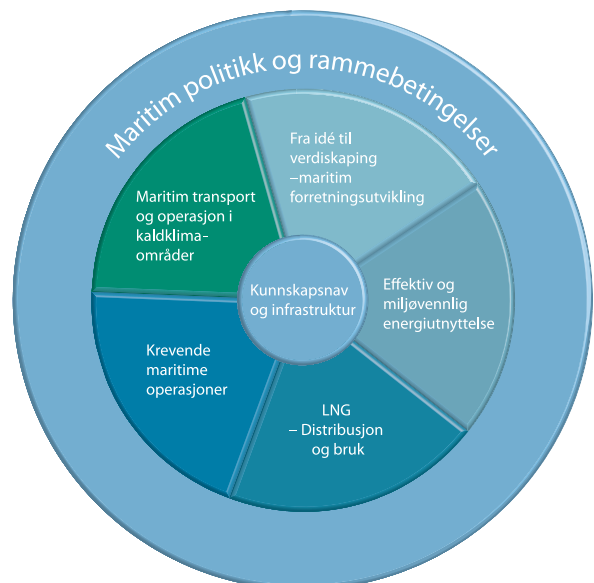 Maritim politikk og rammebetingelser
Fra idé til
verdiskaping
–maritim
forretningsutvikling
Maritim transport
og operasjon i
kaldklima-
områder
Kunnskapsnav
og infrastruktur
Effektiv og
miljøvennlig
energiutnyttelse
Krevende
maritime
operasjoner
LNG
– Distribusjon
og bruk